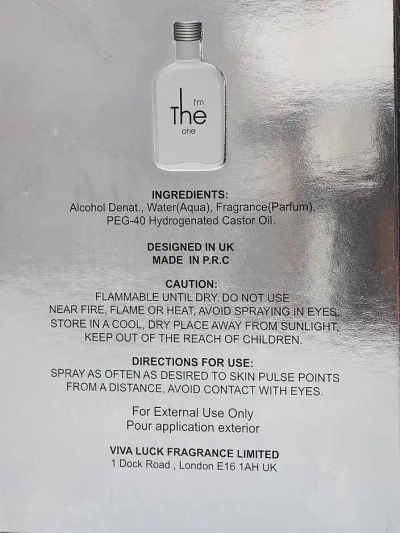 I'm
The
one
INGREDIENTS:
Alcohol Denat., Water(Aqua), Fragrance(Parfum),
PEG-40 Hydrogenated Castor Oil.
DESIGNED IN UK
MADE IN P.R.C
CAUTION:
FLAMMABLE UNTIL DRY. DO NOT USE
NEAR FIRE, FLAME OR HEAT, AVOID SPRAYING IN EYES.
STORE IN A COOL, DRY PLACE AWAY FROM SUNLIGHT,
KEEP OUT OF THE REACH OF CHILDREN.
DIRECTIONS FOR USE:
SPRAY AS OFTEN AS DESIRED TO SKIN PULSE POINTS
FROM A DISTANCE, AVOID CONTACT WITH EYES.
For External Use Only
Pour application exterior
VIVA LUCK FRAGRANCE LIMITED
1 Dock Road , London E16 1AH UK